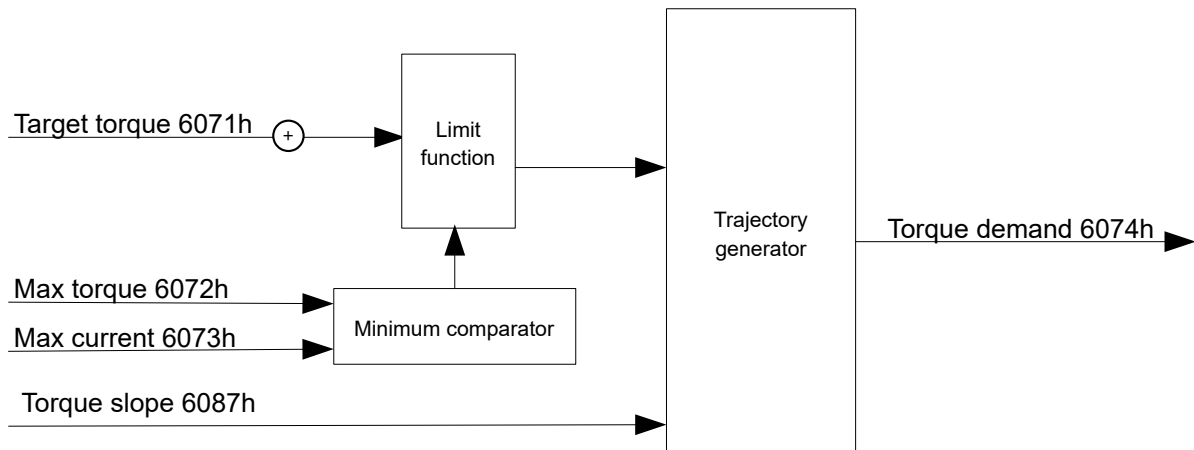 Target torque 6071h
+
Limit
function
Max torque 6072h
Max current 6073h
Minimum comparator
Torque slope 6087h
Trajectory
generator
Torque demand 6074h